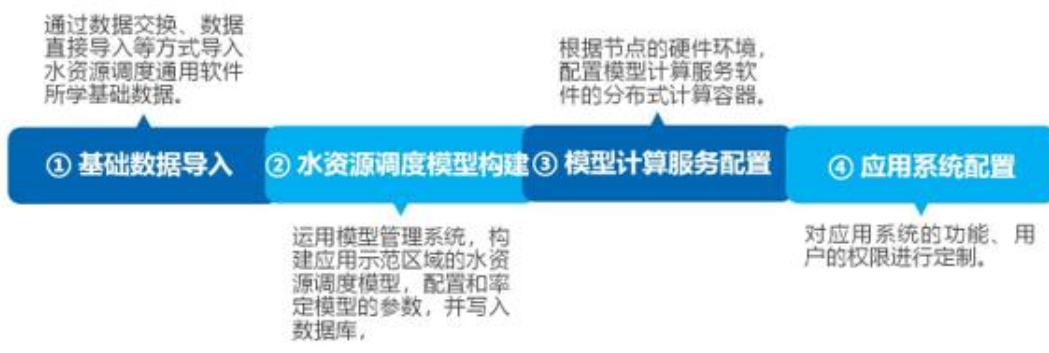 通过数据交换、数据
直接导入等方式导入
水资源调度通用软件
所学基础数据。
根据节点的硬件环境，
配置模型计算服务软
件的分布式计算容器。
① 基础数据导入
② 水资源调度模型构建
③ 模型计算服务配置
④ 应用系统配置
运用模型管理系统，构
建应用示范区域的水资
源调度模型，配置和率
定模型的参数，并写入
数据库，
对应用系统的功能、用
户的权限进行定制。